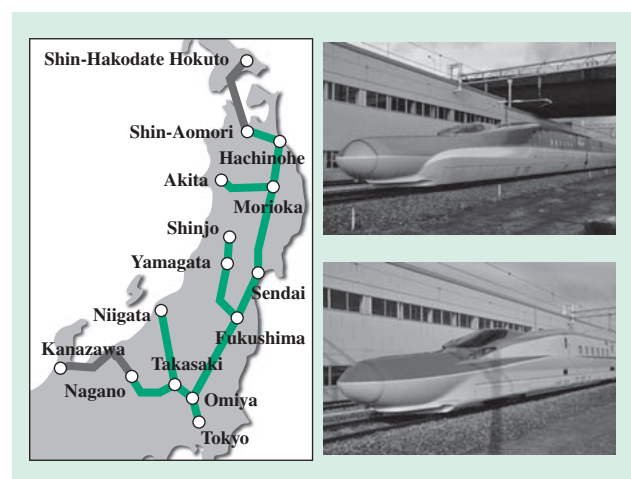 Shin-Hakodate Hokuto
Shin-Aomori
Hachinohe
Akita
Morioka
Shinjo
Yamagata
Sendai
Niigata
Fukushima
Kanazawa
Takasaki
Nagano
Omiya
Tokyo